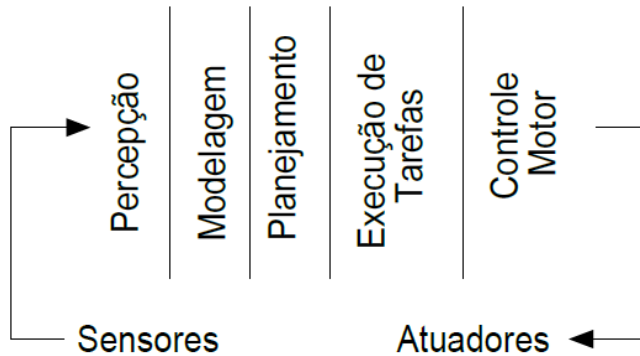 Percepção
Modelagem
Planejamento
Execução de
Tarefas
Controle
Motor
Sensores
Atuadores